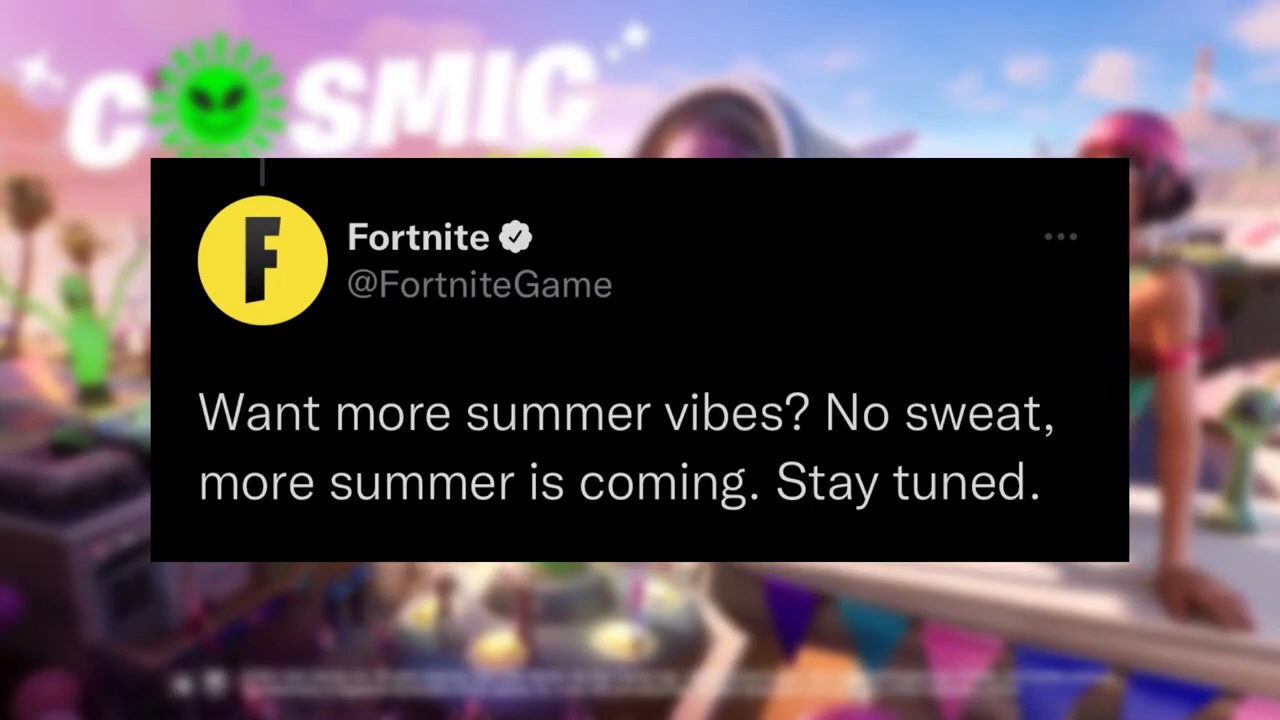 COSMIC
Fortnite
@FortniteGame
Want more summer vibes? No sweat,
more summer is coming. Stay tuned.